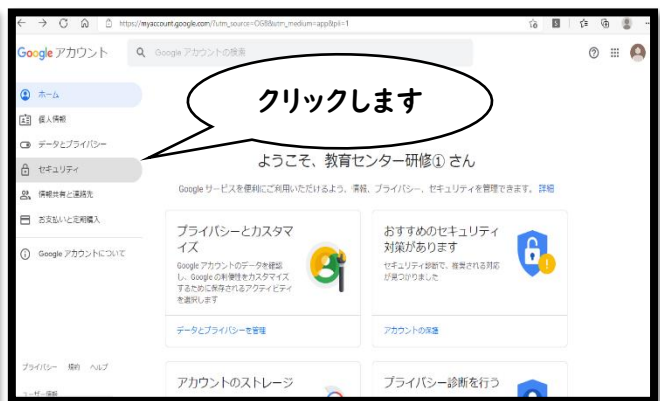 https://myaccount.google.com/?utm_source=OGB&utm_medium=app&pli=1
Google アカウント
Google アカウントの検索
ホーム
個人情報
データとプライバシー
セキュリティ
情報共有と連絡先
お支払いと定期購入
Google アカウントについて
プライバシー 規約 ヘルプ
ユーザー情報
クリックします
ようこそ、教育センター研修① さん
Google サービスを便利にご利用いただけるよう、情報、プライバシー、セキュリティを管理できます。 詳細
プライバシーとカスタマ
イズ
Google アカウントのデータを確認
し、Google の利便性をカスタマイズ
するために保存されるアクティビティ
を選択します
データとプライバシーを管理
おすすめのセキュリティ
対策があります
セキュリティ診断で、推奨される対応
が見つかりました
アカウントの保護
アカウントのストレージ
プライバシー診断を行う